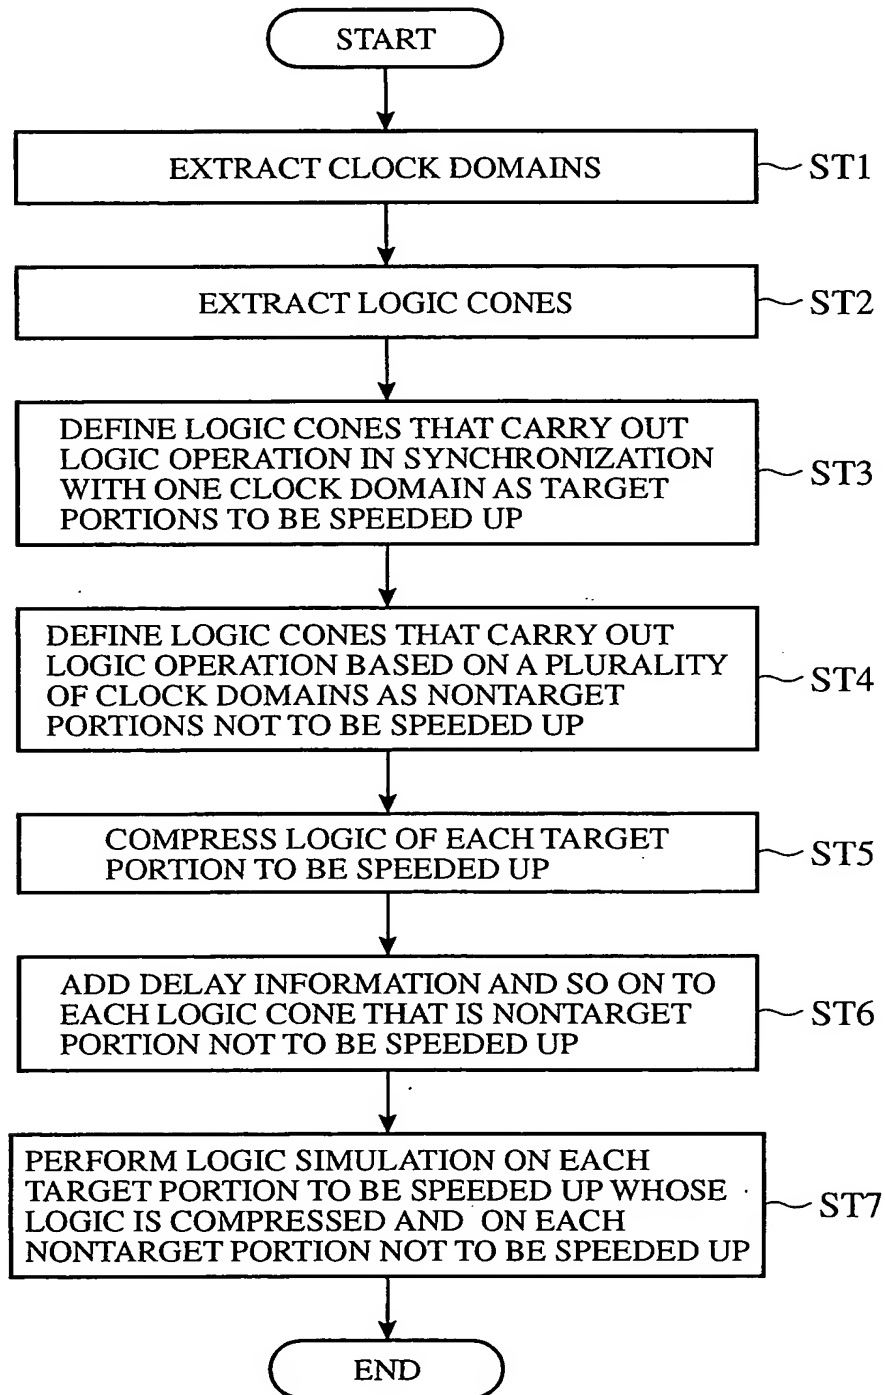 START
EXTRACT CLOCK DOMAINS
ST1
EXTRACT LOGIC CONES
ST2
DEFINE LOGIC CONES THAT CARRY OUT
LOGIC OPERATION IN SYNCHRONIZATION
WITH ONE CLOCK DOMAIN AS TARGET
PORTIONS TO BE SPEEDED UP
ST3
DEFINE LOGIC CONES THAT CARRY OUT
LOGIC OPERATION BASED ON A PLURALITY
OF CLOCK DOMAINS AS NONTARGET
PORTIONS NOT TO BE SPEEDED UP
ST4
COMPRESS LOGIC OF EACH TARGET
PORTION TO BE SPEEDED UP
ST5
ADD DELAY INFORMATION AND SO ON TO
EACH LOGIC CONE THAT IS NONTARGET
PORTION NOT TO BE SPEEDED UP
ST6
PERFORM LOGIC SIMULATION ON EACH
TARGET PORTION TO BE SPEEDED UP WHOSE
LOGIC IS COMPRESSED AND ON EACH
NONTARGET PORTION NOT TO BE SPEEDED UP
ST7
END